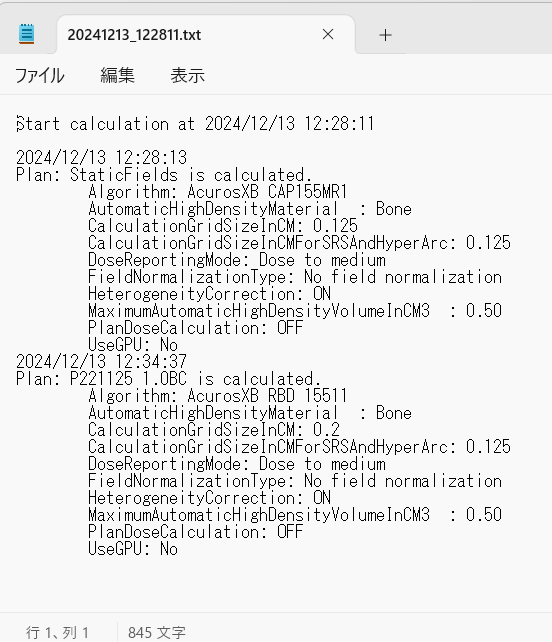 20241213_122811.txt
ファイル 編集 表示
Start calculation at 2024/12/13 12:28:11
2024/12/13 12:28:13
Plan: StaticFields is calculated.
Algorithm: AcurosXB CAP155MR1
AutomaticHighDensityMaterial : Bone
CalculationGridSizeInCM: 0.125
CalculationGridSizeInCMForSRSAndHyperArc: 0.125
DoseReportingMode: Dose to medium
FieldNormalizationType: No field normalization
HeterogeneityCorrection: ON
MaximumAutomaticHighDensityVolumeInCM3 : 0.50
PlanDoseCalculation: OFF
UseGPU: No
2024/12/13 12:34:37
Plan: P221125 1.0BC is calculated.
Algorithm: AcurosXB RBD 15511
AutomaticHighDensityMaterial : Bone
CalculationGridSizeInCM: 0.2
CalculationGridSizeInCMForSRSAndHyperArc: 0.125
DoseReportingMode: Dose to medium
FieldNormalizationType: No field normalization
HeterogeneityCorrection: ON
MaximumAutomaticHighDensityVolumeInCM3 : 0.50
PlanDoseCalculation: OFF
UseGPU: No
行 1、列 1 845 文字